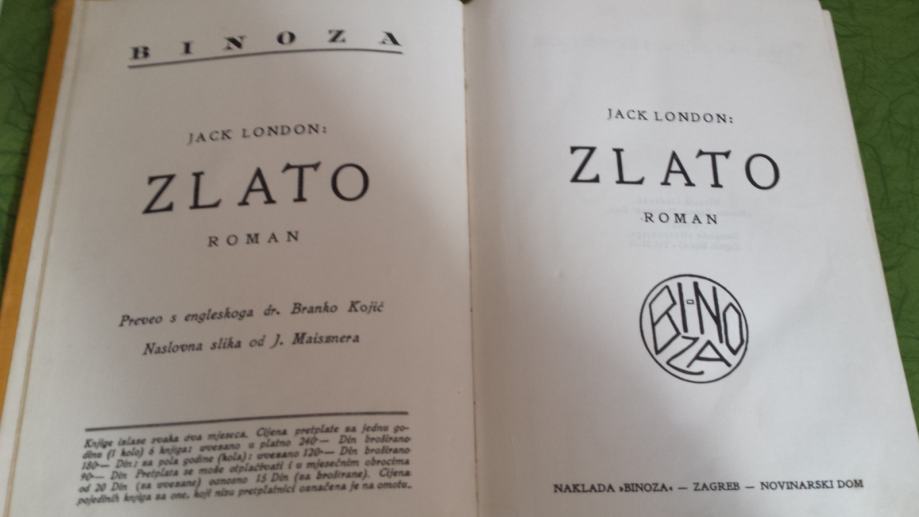 BINOZA
JACK LONDON:
ZLATO
ROMAN
Preveo s engleskoga dr. Branko Kojić
Naslovna slika od J. Maisznera
Knjige izlaze svaka dva mjeseca. Cijena pretplate za jednu go-
dinu (1 kolo) 6 knjiga: uvezano u platno 240·— Din broširano
180·— Din; za pola godine (kola): uvezano 120·— Din broširano
90·— Din Pretplata se može otplaćivati i u mjesečnim obrocima
od 20 Din (za uvezane) odnosno 15 Din (za broširane). Cijena
pojedinih knjiga za one, koji nisu pretplatnici označena je na omotu.
JACK LONDON:
ZLATO
ROMAN
BI-NO
ZA
NAKLADA »BINOZA« — ZAGREB — NOVINARSKI DOM